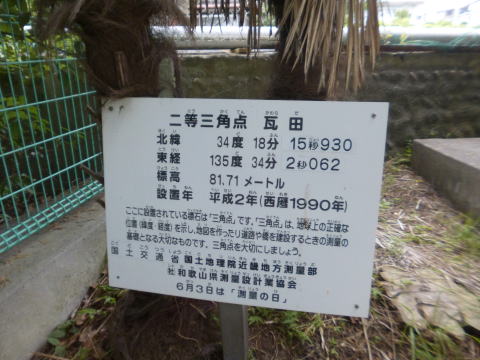 二等三角点 瓦田
北緯 34度 18分 15秒930
東経 135度 34分 2秒062
標高 81.71 メートル
設置年 平成2年(西暦1990年)
ここに設置されている標石は「三角点」です。「三角点」は、地球上の正確な
位置(緯度・経度)を示し、地図を作ったり道路や橋を建設するときの測量の
基礎となる大切なものです。三角点を大切にしましょう。
国土交通省国土地理院近畿地方測量部
社)和歌山県測量設計業協会
6月3日は「測量の日」